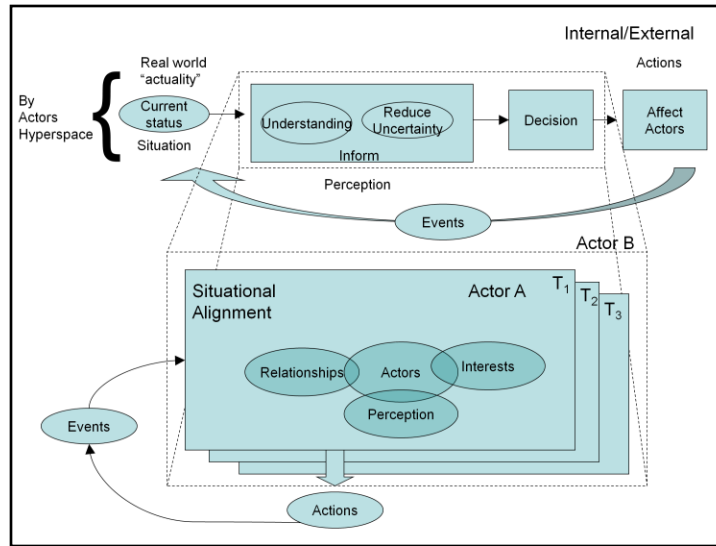 Internal/External
Real world
"actuality"
Actions
By
Actors
Hyperspace
Current
status
Situation
Understanding
Reduce
Uncertainty
Inform
Decision
Affect
Actors
Perception
Events
Actor B
Situational
Alignment
Actor A
T1
T2
T3
Relationships
Actors
Interests
Perception
Events
Actions